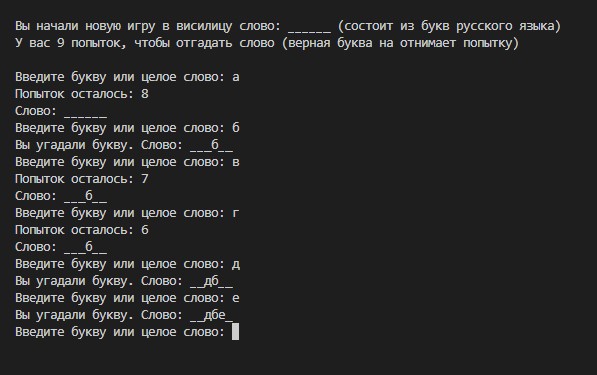 Вы начали новую игру в висилицу слово: ______ (состоит из букв русского языка)
У вас 9 попыток, чтобы отгадать слово (верная буква на отнимает попытку)
Введите букву или целое слово: а
Попыток осталось: 8
Слово: ______
Введите букву или целое слово: б
Вы угадали букву. Слово: ___б__
Введите букву или целое слово: в
Попыток осталось: 7
Слово: ___б__
Введите букву или целое слово: г
Попыток осталось: 6
Слово: ___б__
Введите букву или целое слово: д
Вы угадали букву. Слово: __дб__
Введите букву или целое слово: е
Вы угадали букву. Слово: __дбе_
Введите букву или целое слово: